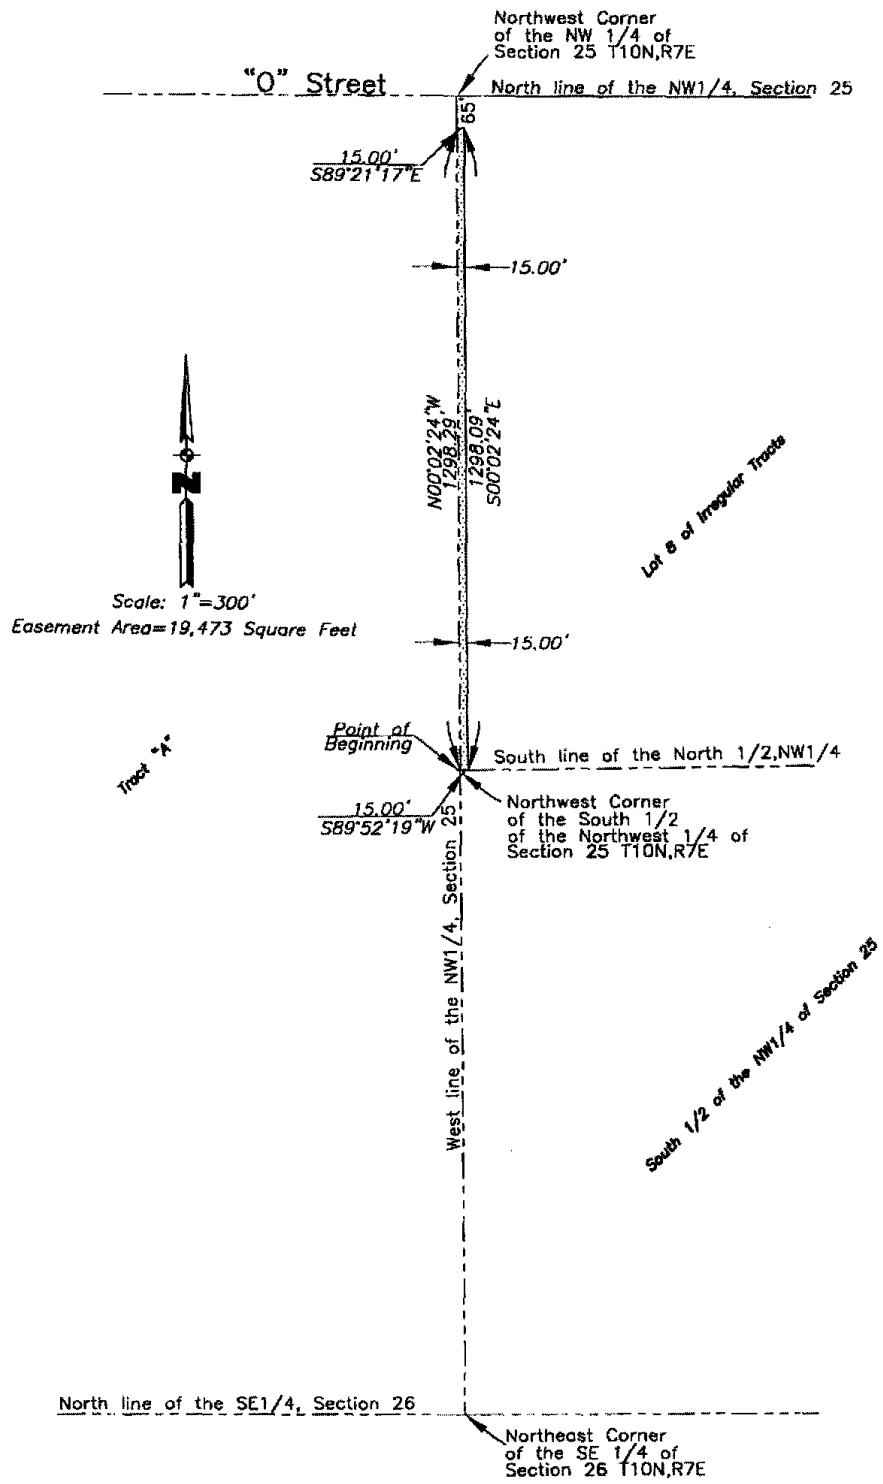 Northwest Corner
of the NW 1/4 of
Section 25 T10N,R7E
"O" Street
North line of the NW1/4, Section 25
65'
15.00'
S89°21'17"E
15.00'
N00°02'24"W
1298.29'
1298.09'
S00°02'24"E
Lot 8 of Irregular Tracts
N
Scale: 1"=300'
Easement Area=19,473 Square Feet
15.00'
Tract "A"
Point of
Beginning
South line of the North 1/2,NW1/4
15.00'
S89°52'19"W
Northwest Corner
of the South 1/2
of the Northwest 1/4 of
Section 25 T10N,R7E
West line of the NW1/4, Section 25
South 1/2 of the NW1/4 of Section 25
North line of the SE1/4, Section 26
Northeast Corner
of the SE 1/4 of
Section 26 T10N,R7E